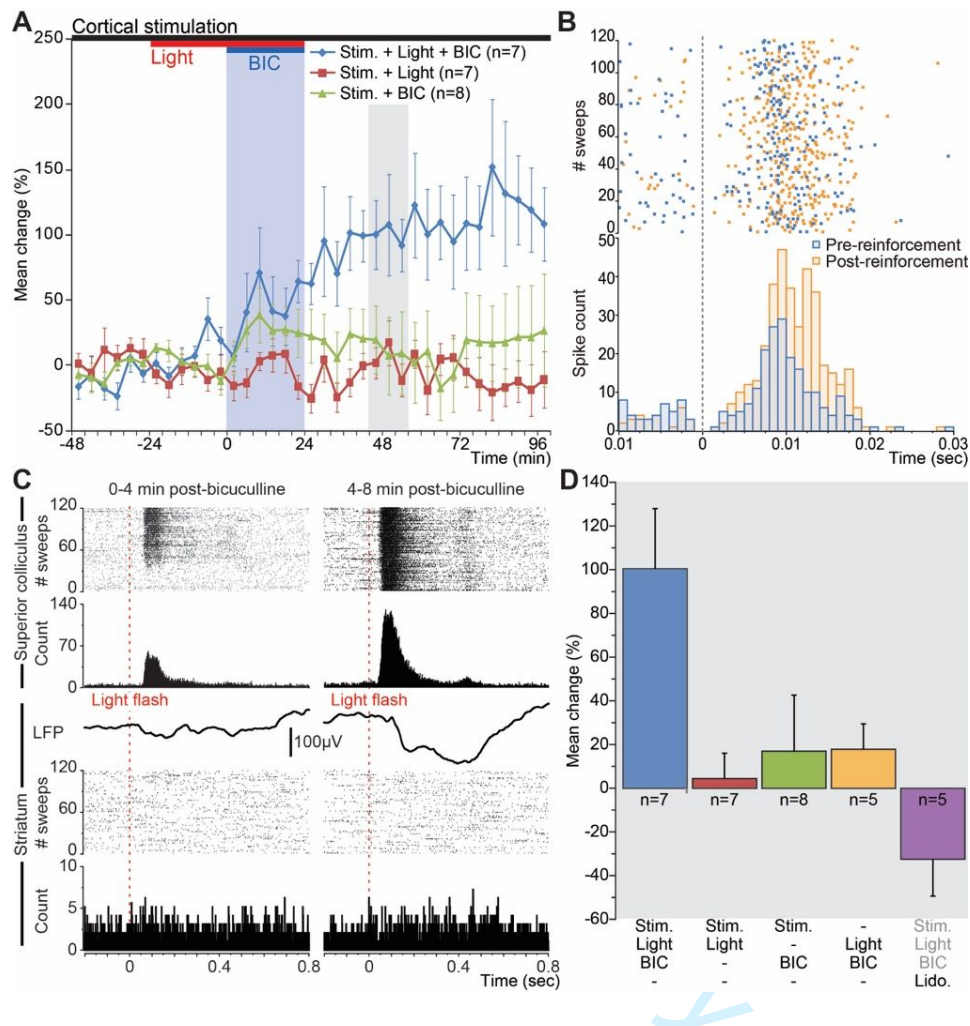 A
Cortical stimulation
Light
BIC
Stim. + Light + BIC (n=7)
Stim. + Light (n=7)
Stim. + BIC (n=8)
Mean change (%)
250
200
150
100
50
0
-50
-48
-24
0
24
48
72
96
Time (min)
B
# sweeps
120
100
80
60
40
20
0
Pre-reinforcement
Post-reinforcement
Spike count
50
40
30
20
10
0
0.01
0
0.01
0.02
0.03
Time (sec)
C
0-4 min post-bicuculline
4-8 min post-bicuculline
Superior colliculus
# sweeps
120
60
0
Count
140
70
0
Light flash
Light flash
LFP
100µV
Striatum
# sweeps
120
60
0
Count
10
5
0
0
0.4
0.8
0
0.4
0.8
Time (sec)
D
Mean change (%)
140
120
100
80
60
40
20
0
-20
-40
-60
n=7
n=7
n=8
n=5
n=5
Stim. Stim. Stim. - Stim.
Light Light - Light Light
BIC - BIC BIC BIC
- - - - Lido.